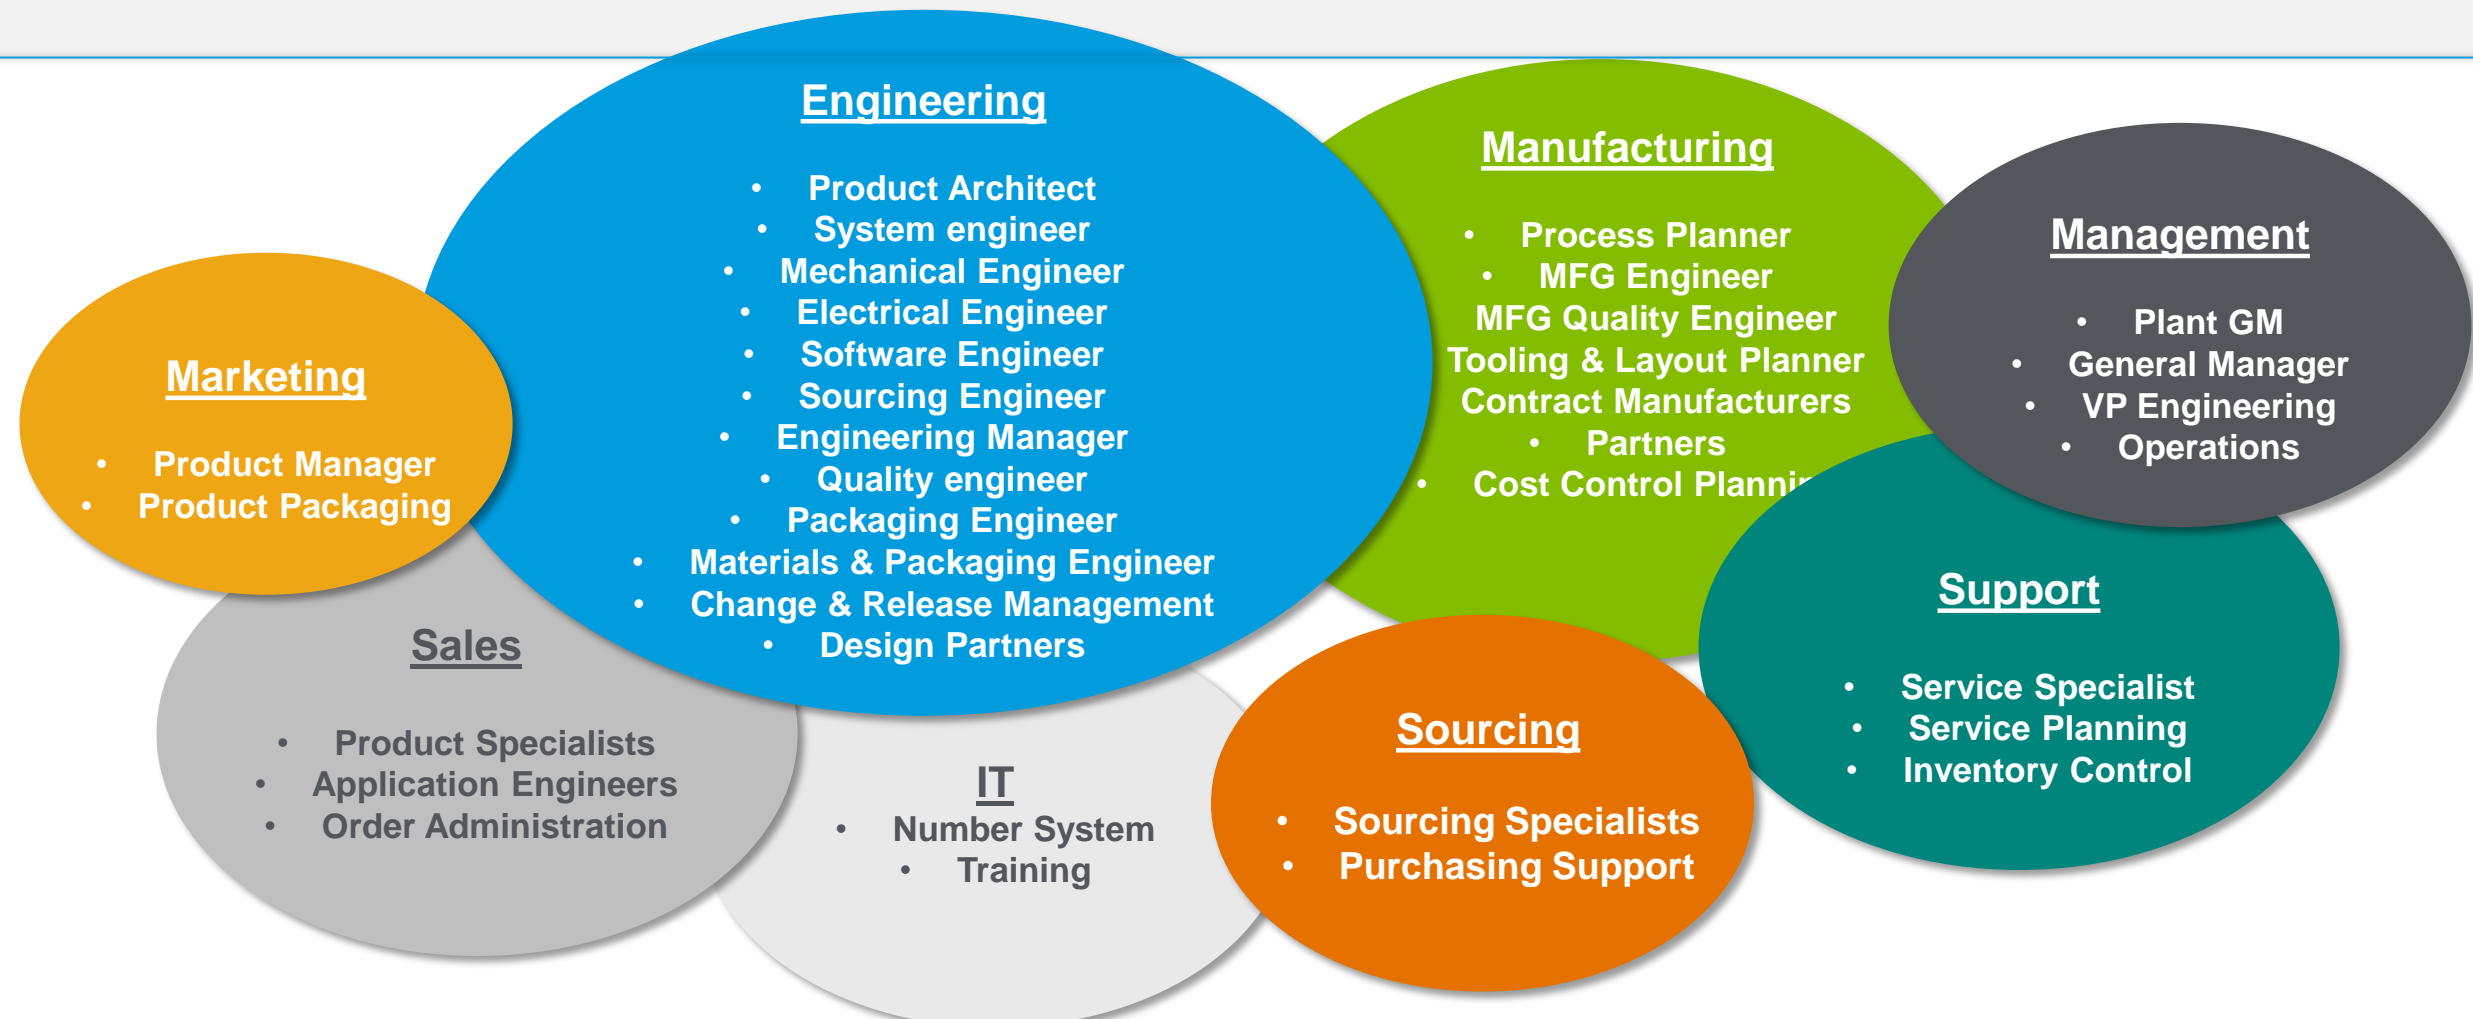 Engineering
• Product Architect
• System engineer
• Mechanical Engineer
• Electrical Engineer
• Software Engineer
• Sourcing Engineer
• Engineering Manager
• Quality engineer
• Packaging Engineer
• Materials & Packaging Engineer
• Change & Release Management
• Design Partners
Manufacturing
• Process Planner
• MFG Engineer
MFG Quality Engineer
Tooling & Layout Planner
Contract Manufacturers
• Partners
• Cost Control
Management
• Plant GM
• General Manager
• VP Engineering
• Operations
Marketing
• Product Manager
• Product Packaging
Sales
• Product Specialists
• Application Engineers
• Order Administration
IT
• Number System
• Training
Sourcing
• Sourcing Specialists
• Purchasing Support
Support
• Service Specialist
• Service Planning
• Inventory Control